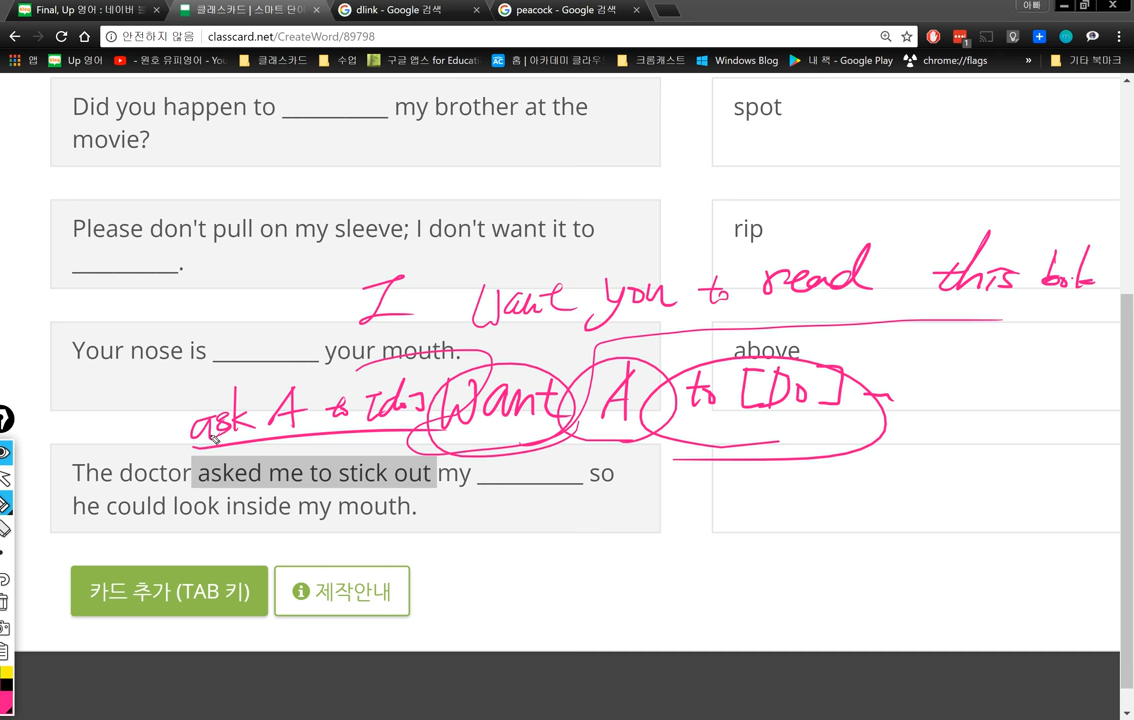 Final, Up 영어 : 네이버 블
클래스카드 | 스마트 단어
dlink - Google 검색
peacock - Google 검색
아빠
안전하지 않음
classcard.net/CreateWord/89798
앱
Up 영어
- 원호 유피영어 - You
클래스카드
수업
구글 앱스 for Educati
홈 | 아카데미 클라우
크롬캐스트
Windows Blog
내 책 - Google Play
chrome://flags
»
기타 북마크
Did you happen to __________ my brother at the
movie?
spot
Please don't pull on my sleeve; I don't want it to
__________.
rip
I want you to read this book
Your nose is __________ your mouth.
above
ask A to [do] Want A to [Do] ~
The doctor asked me to stick out my __________ so
he could look inside my mouth.
카드 추가 (TAB 키)
제작안내